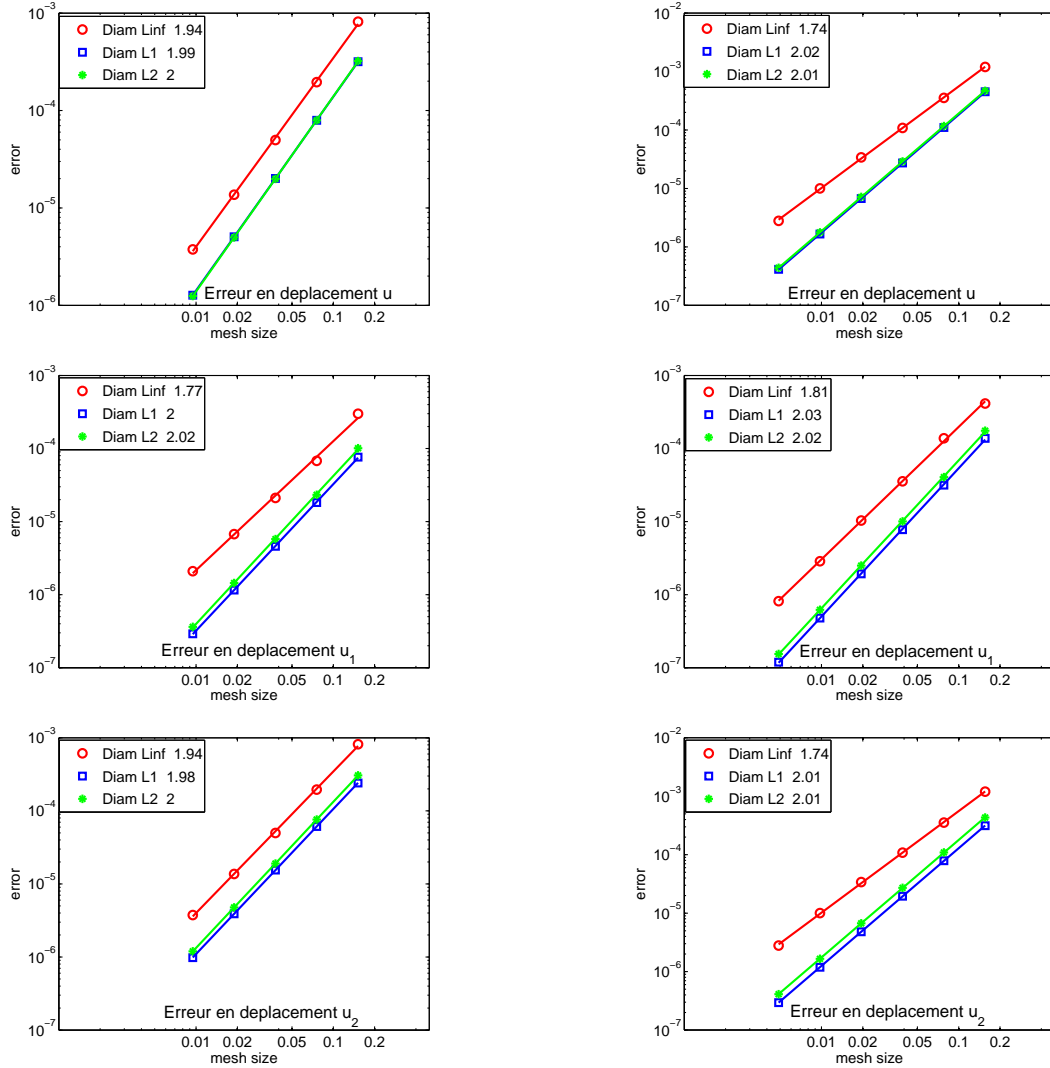 10^-3
Diam Linf 1.94
Diam L1 1.99
Diam L2 2
10^-4
error
10^-5
10^-6
Erreur en deplacement u
0.01 0.02 0.05 0.1 0.2
mesh size
10^-2
Diam Linf 1.74
Diam L1 2.02
Diam L2 2.01
10^-3
10^-4
error
10^-5
10^-6
10^-7
Erreur en deplacement u
0.01 0.02 0.05 0.1 0.2
mesh size
10^-3
Diam Linf 1.77
Diam L1 2
Diam L2 2.02
10^-4
error
10^-5
10^-6
10^-7
Erreur en deplacement u_1
0.01 0.02 0.05 0.1 0.2
mesh size
10^-3
Diam Linf 1.81
Diam L1 2.03
Diam L2 2.02
10^-4
error
10^-5
10^-6
10^-7
Erreur en deplacement u_1
0.01 0.02 0.05 0.1 0.2
mesh size
10^-3
Diam Linf 1.94
Diam L1 1.98
Diam L2 2
10^-4
error
10^-5
10^-6
10^-7
Erreur en deplacement u_2
0.01 0.02 0.05 0.1 0.2
mesh size
10^-2
Diam Linf 1.74
Diam L1 2.01
Diam L2 2.01
10^-3
10^-4
error
10^-5
10^-6
10^-7
Erreur en deplacement u_2
0.01 0.02 0.05 0.1 0.2
mesh size